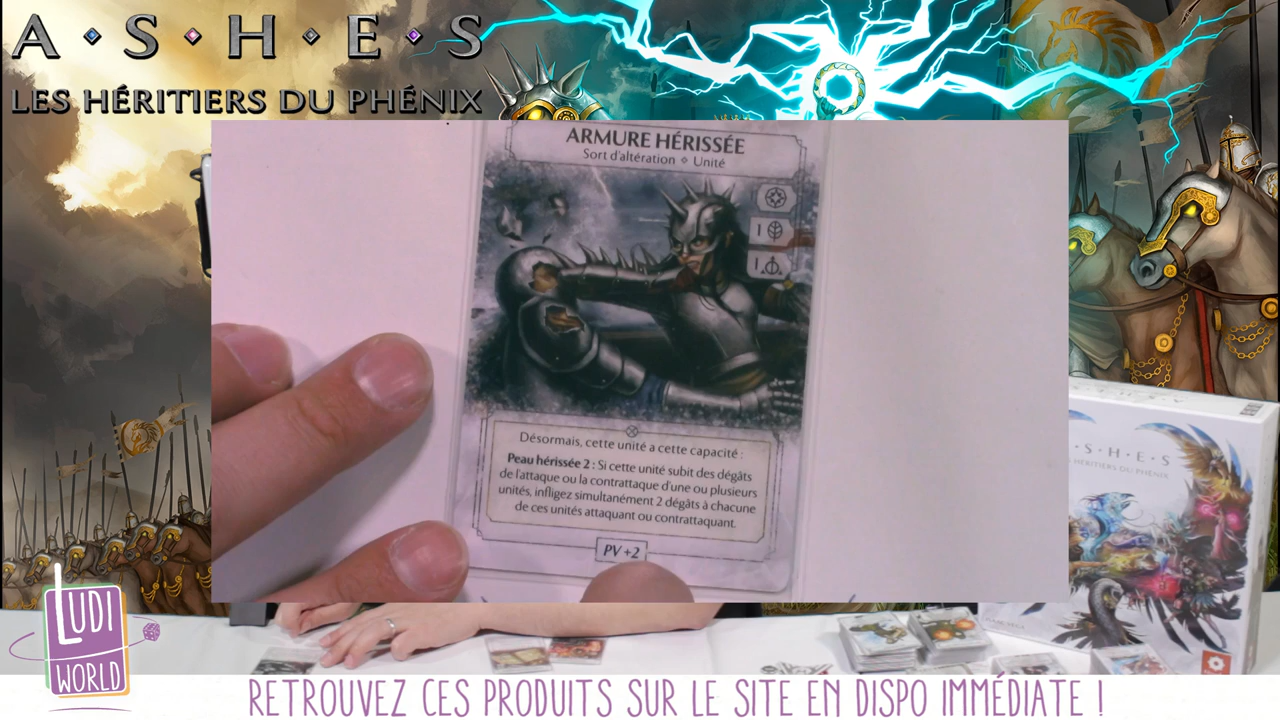 A·S·H·E·S
LES HÉRITIERS DU PHÉNIX
ARMURE HÉRISSÉE
Sort d'altération ⋄ Unité
1
1
Désormais, cette unité a cette capacité :
Peau hérissée 2 : Si cette unité subit des dégâts
de l'attaque ou la contrattaque d'une ou plusieurs
unités, infligez simultanément 2 dégâts à chacune
de ces unités attaquant ou contrattaquant.
PV +2
S·H·E·S
HÉRITIERS DU PHÉNIX
LUDI
WORLD
RETROUVEZ CES PRODUITS SUR LE SITE EN DISPO IMMÉDIATE !